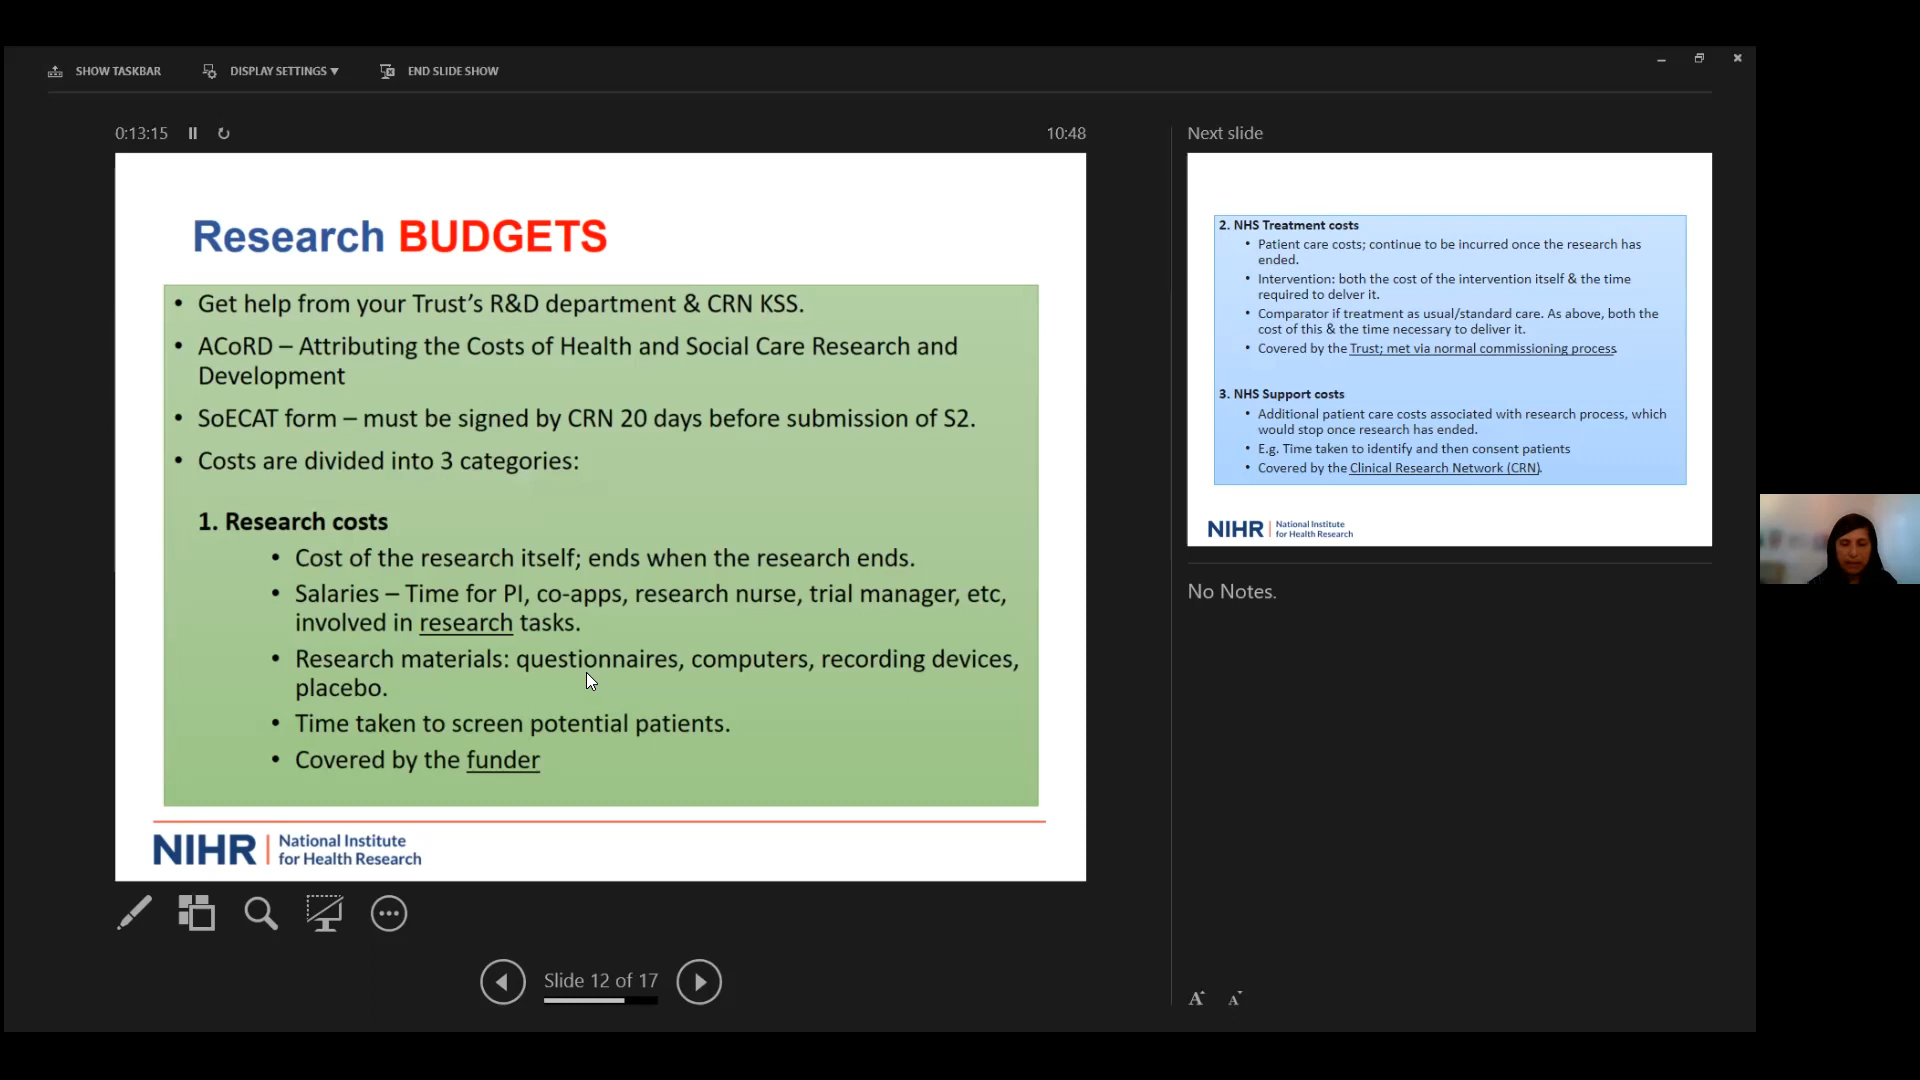 SHOW TASKBAR
DISPLAY SETTINGS ▾
END SLIDE SHOW
0:13:15
10:48
Research BUDGETS
• Get help from your Trust’s R&D department & CRN KSS.
• ACoRD – Attributing the Costs of Health and Social Care Research and
Development
• SoECAT form – must be signed by CRN 20 days before submission of S2.
• Costs are divided into 3 categories:
1. Research costs
• Cost of the research itself; ends when the research ends.
• Salaries – Time for PI, co-apps, research nurse, trial manager, etc,
involved in research tasks.
• Research materials: questionnaires, computers, recording devices,
placebo.
• Time taken to screen potential patients.
• Covered by the funder
NIHR | National Institute
for Health Research
Slide 12 of 17
Next slide
2. NHS Treatment costs
• Patient care costs; continue to be incurred once the research has
ended.
• Intervention: both the cost of the intervention itself & the time
required to delver it.
• Comparator if treatment as usual/standard care. As above, both the
cost of this & the time necessary to deliver it.
• Covered by the Trust; met via normal commissioning process.
3. NHS Support costs
• Additional patient care costs associated with research process, which
would stop once research has ended.
• E.g. Time taken to identify and then consent patients
• Covered by the Clinical Research Network (CRN).
NIHR | National Institute
for Health Research
No Notes.
A A